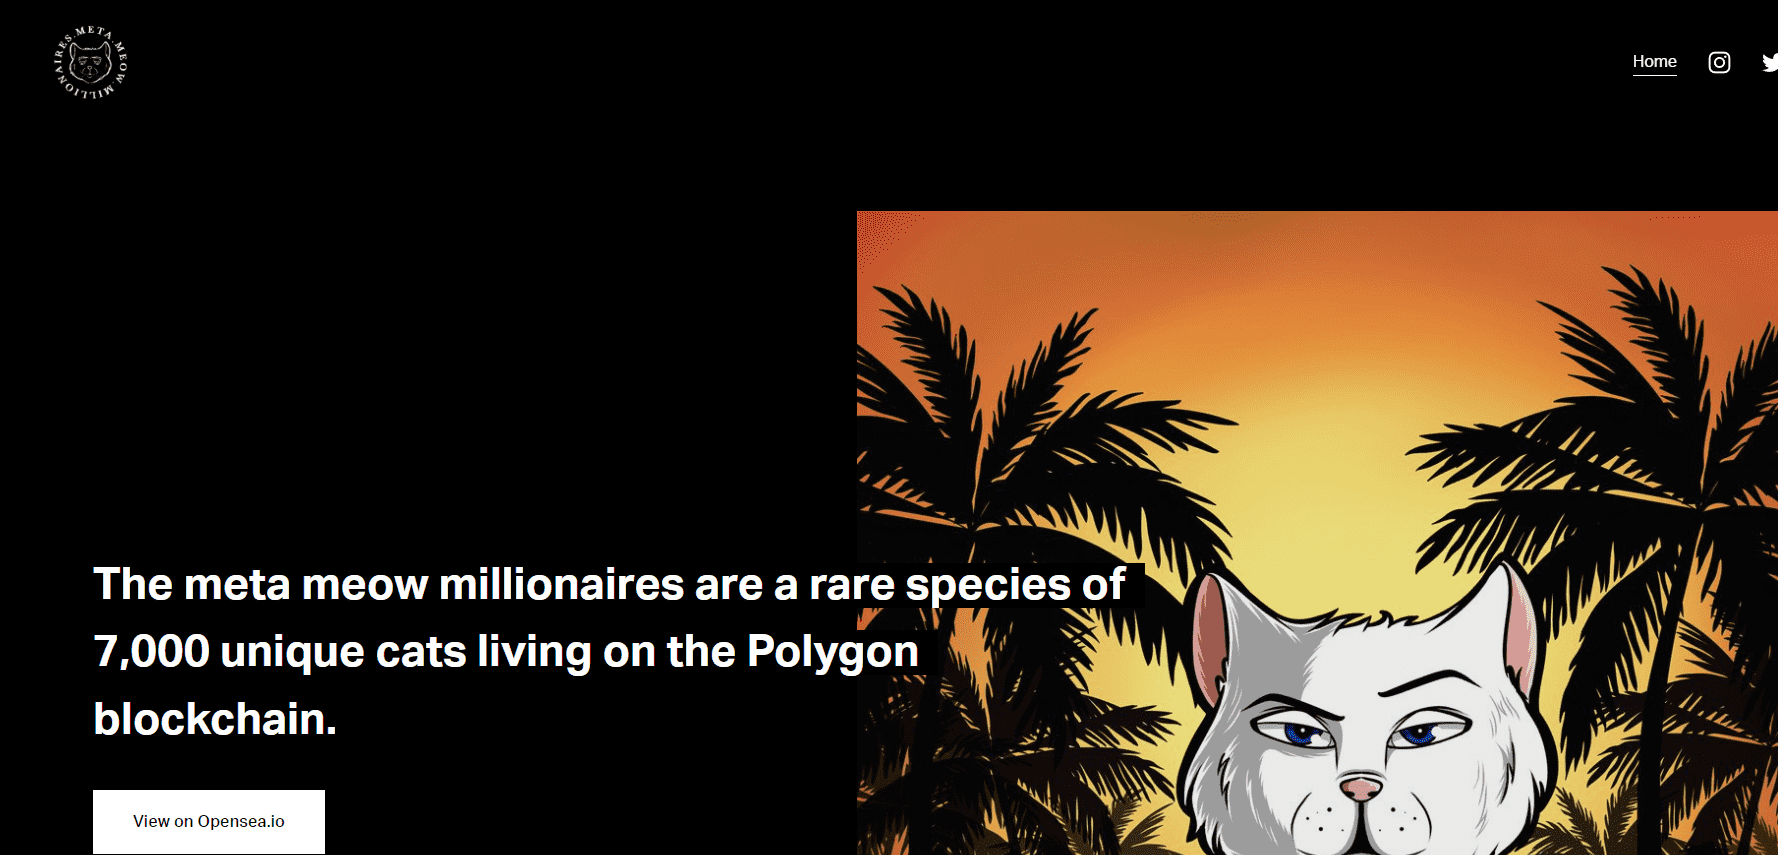 META.MEOW.MILLIONAIRES.
Home
The meta meow millionaires are a rare species of
7,000 unique cats living on the Polygon
blockchain.
View on Opensea.io